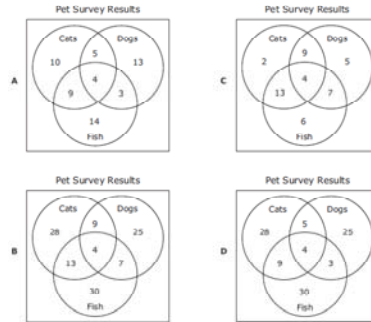 Pet Survey Results
Cats
Dogs
10
5
13
4
9
3
14
Fish
A
Pet Survey Results
Cats
Dogs
2
9
5
4
13
7
6
Fish
C
Pet Survey Results
Cats
Dogs
28
9
25
4
13
7
30
Fish
B
Pet Survey Results
Cats
Dogs
28
5
25
4
9
3
30
Fish
D